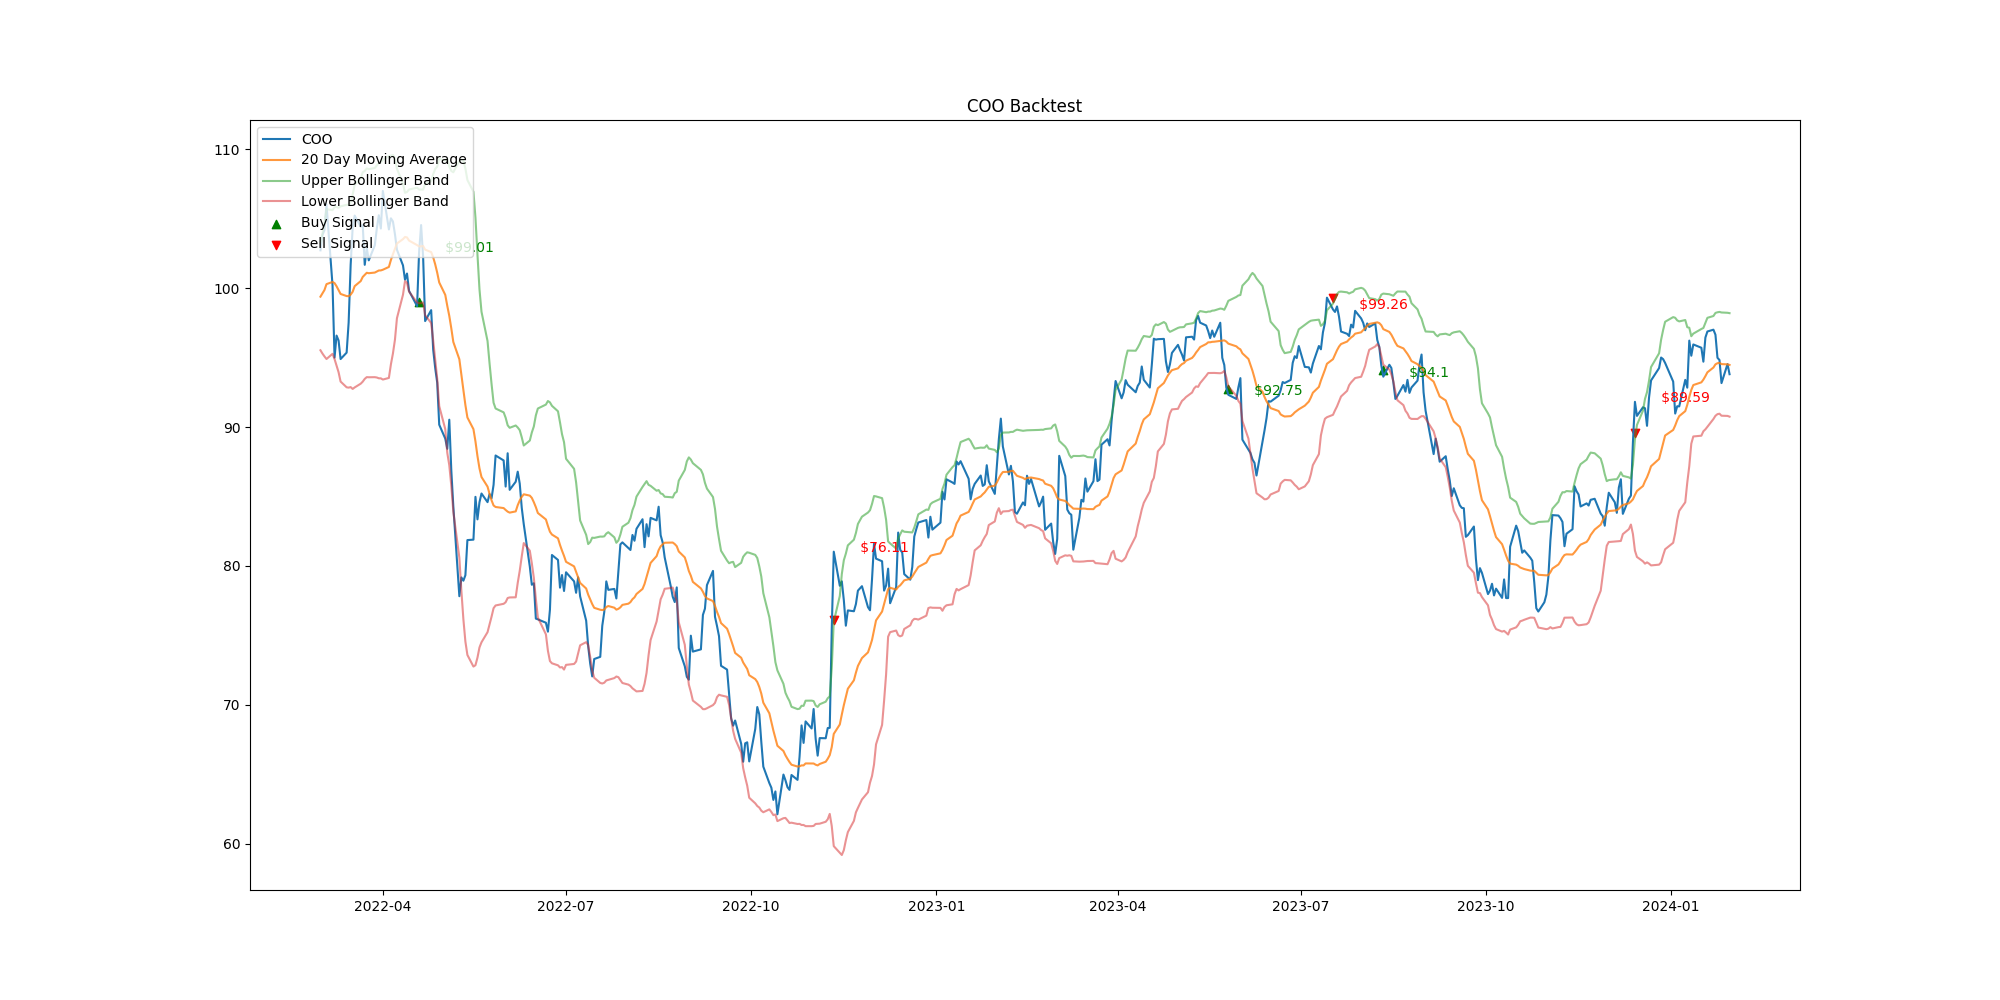 COO Backtest
COO
20 Day Moving Average
Upper Bollinger Band
Lower Bollinger Band
Buy Signal
Sell Signal
110
100
90
80
70
60
$99.01
$76.11
$92.75
$99.26
$94.1
$89.59
2022-04
2022-07
2022-10
2023-01
2023-04
2023-07
2023-10
2024-01